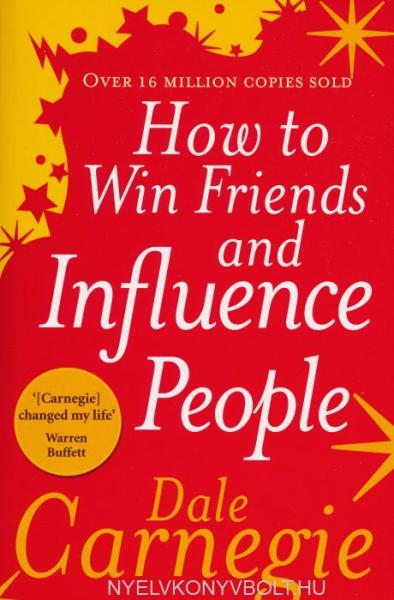 OVER 16 MILLION COPIES SOLD
How to
Win Friends
and
Influence
People
‘[Carnegie]
changed my life’
Warren
Buffett
Dale
Carnegie
NYELVKONYVBOLT.HU